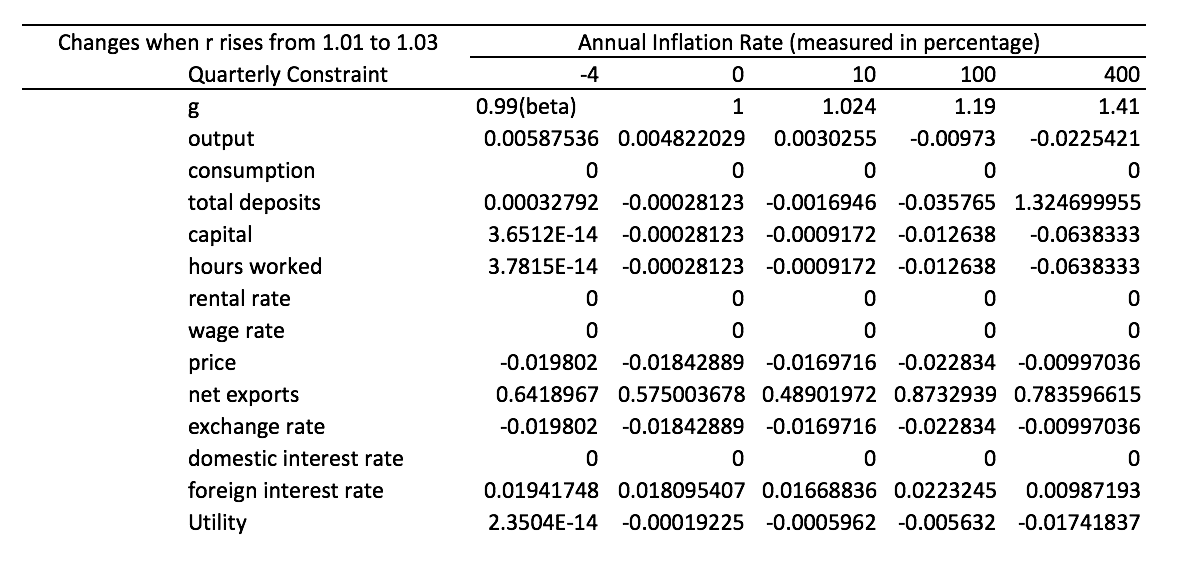 Changes when r rises from 1.01 to 1.03 Annual Inflation Rate (measured in percentage)
Quarterly Constraint -4 0 10 100 400
g 0.99(beta) 1 1.024 1.19 1.41
output 0.00587536 0.004822029 0.0030255 -0.00973 -0.0225421
consumption 0 0 0 0 0
total deposits 0.00032792 -0.00028123 -0.0016946 -0.035765 1.324699955
capital 3.6512E-14 -0.00028123 -0.0009172 -0.012638 -0.0638333
hours worked 3.7815E-14 -0.00028123 -0.0009172 -0.012638 -0.0638333
rental rate 0 0 0 0 0
wage rate 0 0 0 0 0
price -0.019802 -0.01842889 -0.0169716 -0.022834 -0.00997036
net exports 0.6418967 0.575003678 0.48901972 0.8732939 0.783596615
exchange rate -0.019802 -0.01842889 -0.0169716 -0.022834 -0.00997036
domestic interest rate 0 0 0 0 0
foreign interest rate 0.01941748 0.018095407 0.01668836 0.0223245 0.00987193
Utility 2.3504E-14 -0.00019225 -0.0005962 -0.005632 -0.01741837